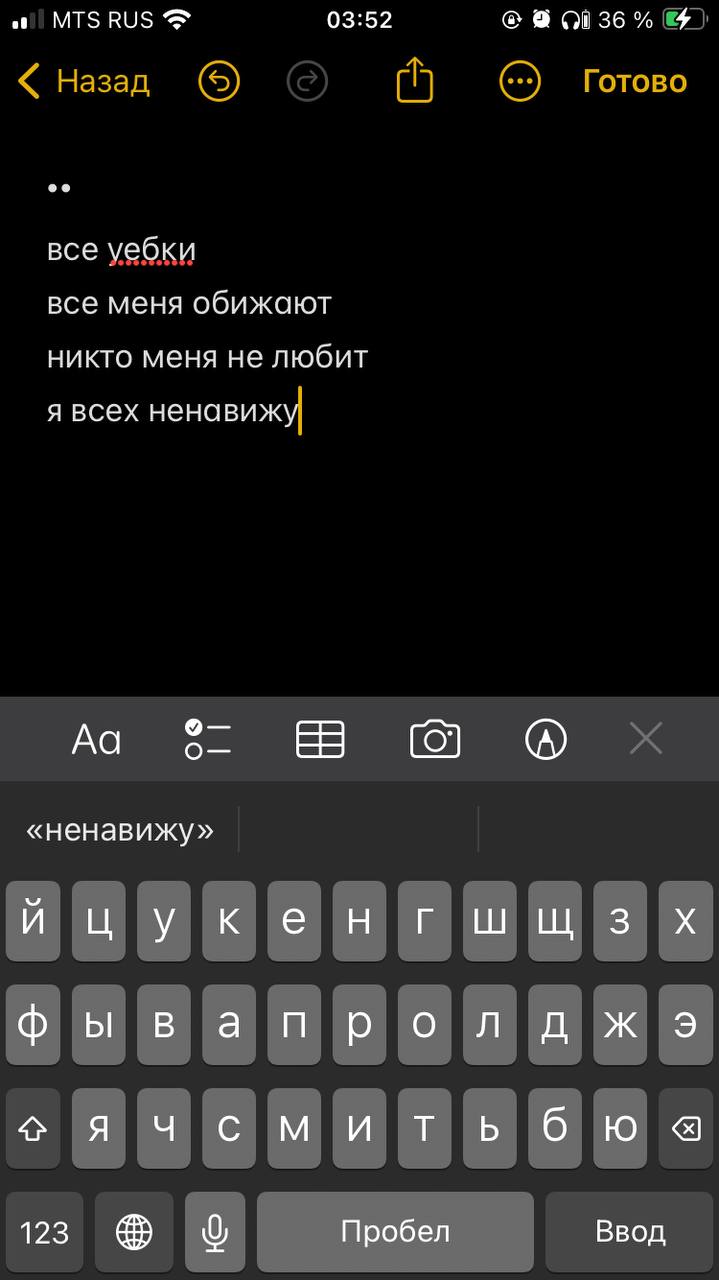 MTS RUS 03:52 36 %
Назад Готово
..
все уебки
все меня обижают
никто меня не любит
я всех ненавижу
Aa
«ненавижу»
й ц у к е н г ш щ з х
ф ы в а п р о л д ж э
я ч с м и т ь б ю
123 Пробел Ввод